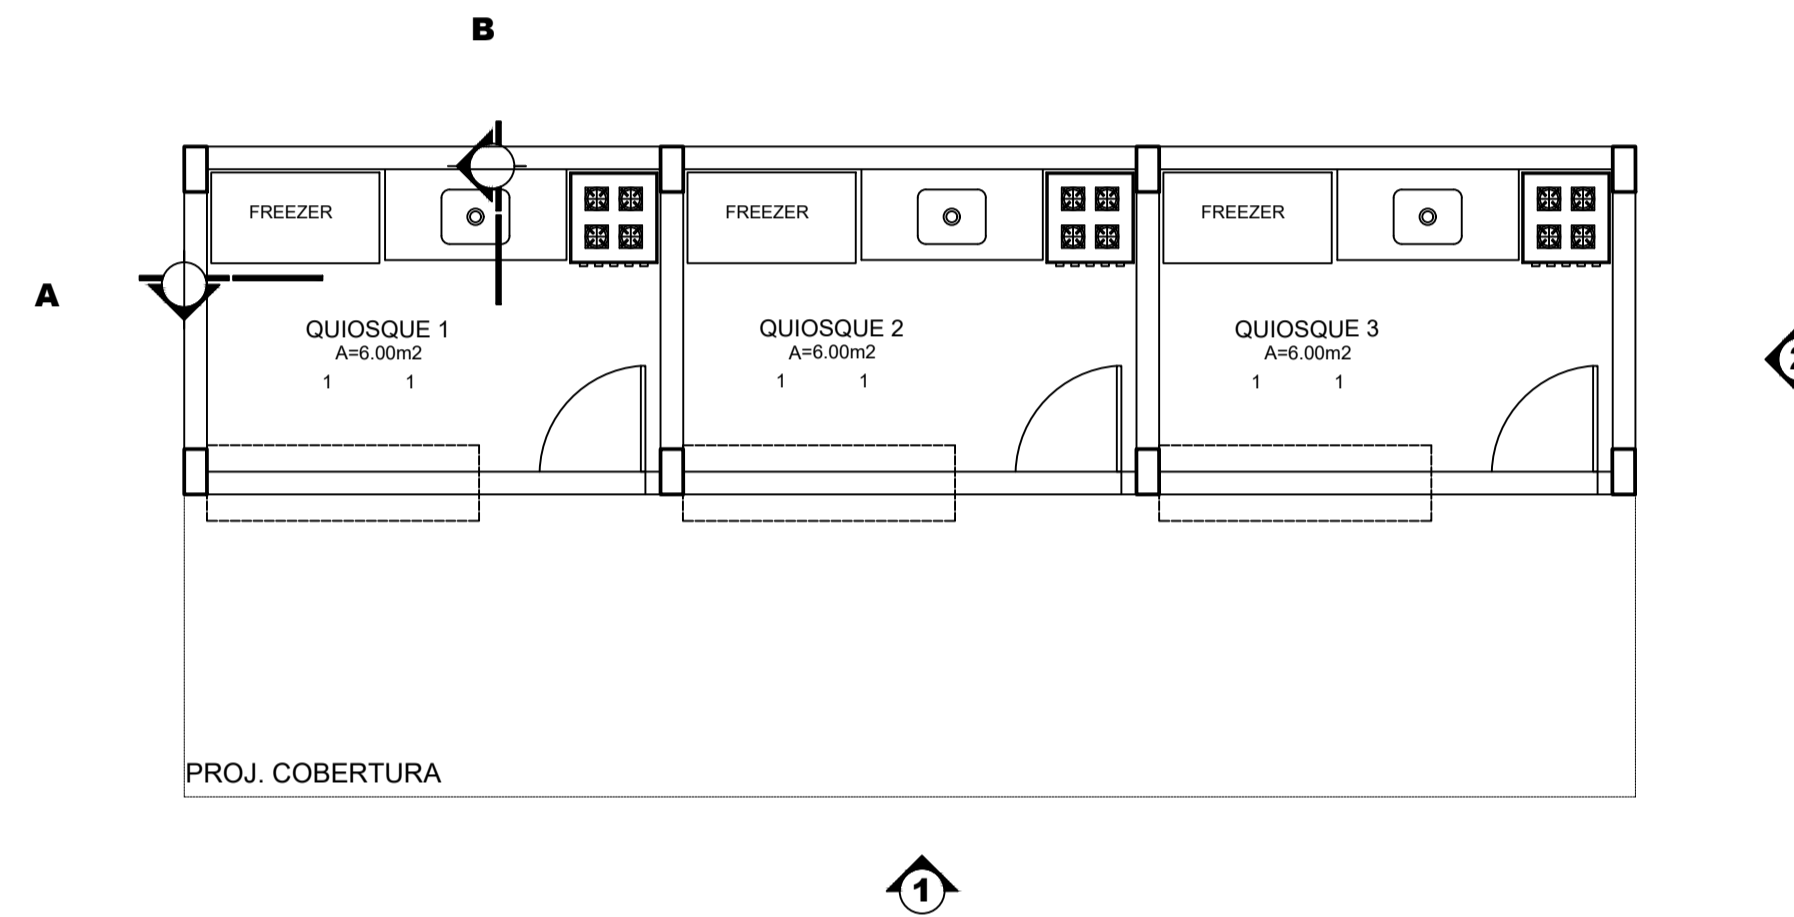 B
FREEZER
FREEZER
FREEZER
A
QUIOSQUE 1
A=6.00m2
1 1
QUIOSQUE 2
A=6.00m2
1 1
QUIOSQUE 3
A=6.00m2
1 1
PROJ. COBERTURA
1